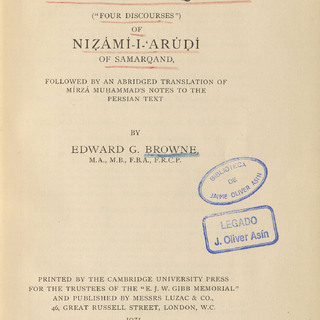 ("FOUR DISCOURSES")
OF
NIẒÁMÍ-I-'ARÚḌÍ
OF SAMARQAND,
FOLLOWED BY AN ABRIDGED TRANSLATION OF
MÍRZÁ MUḤAMMAD'S NOTES TO THE
PERSIAN TEXT
BY
EDWARD G. BROWNE,
M.A., M.B., F.B.A., F.R.C.P.
BIBLIOTECA
DE
JAIME OLIVER ASÍN
LEGADO
J. Oliver Asín
PRINTED BY THE CAMBRIDGE UNIVERSITY PRESS
FOR THE TRUSTEES OF THE "E. J. W. GIBB MEMORIAL"
AND PUBLISHED BY MESSRS LUZAC & CO.,
46, GREAT RUSSELL STREET, LONDON, W.C.